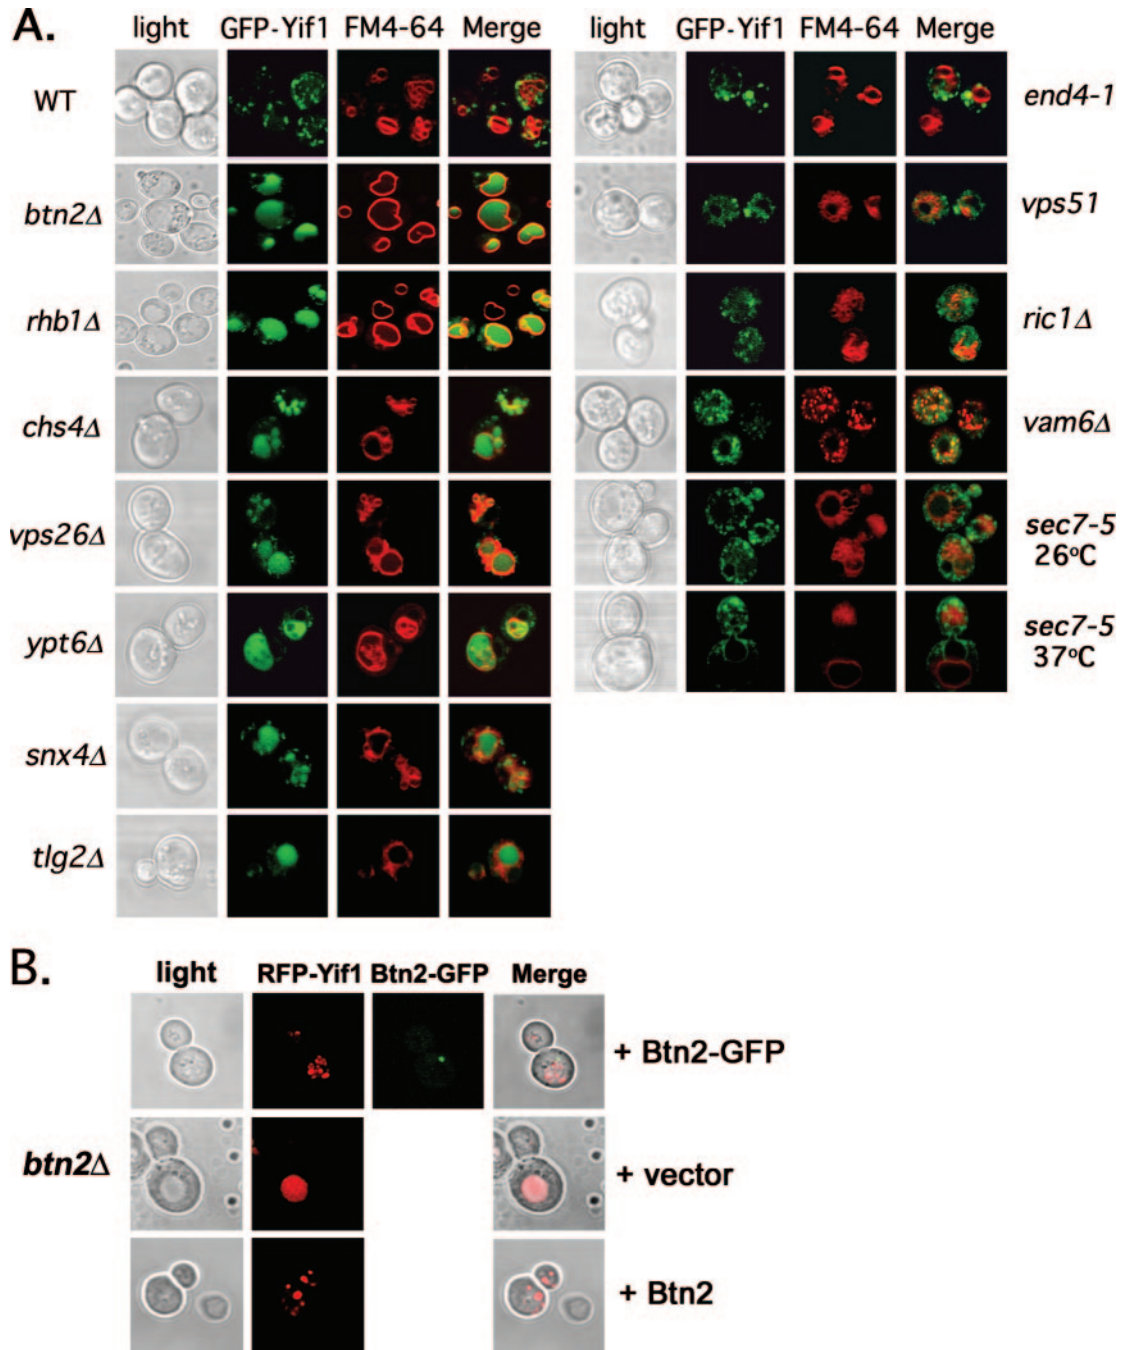 A.
light GFP-Yif1 FM4-64 Merge
light GFP-Yif1 FM4-64 Merge
WT
btn2Δ
rhb1Δ
chs4Δ
vps26Δ
ypt6Δ
snx4Δ
tlg2Δ
end4-1
vps51
ric1Δ
vam6Δ
sec7-5
26°C
sec7-5
37°C
B.
light RFP-Yif1 Btn2-GFP Merge
btn2Δ
+ Btn2-GFP
+ vector
+ Btn2